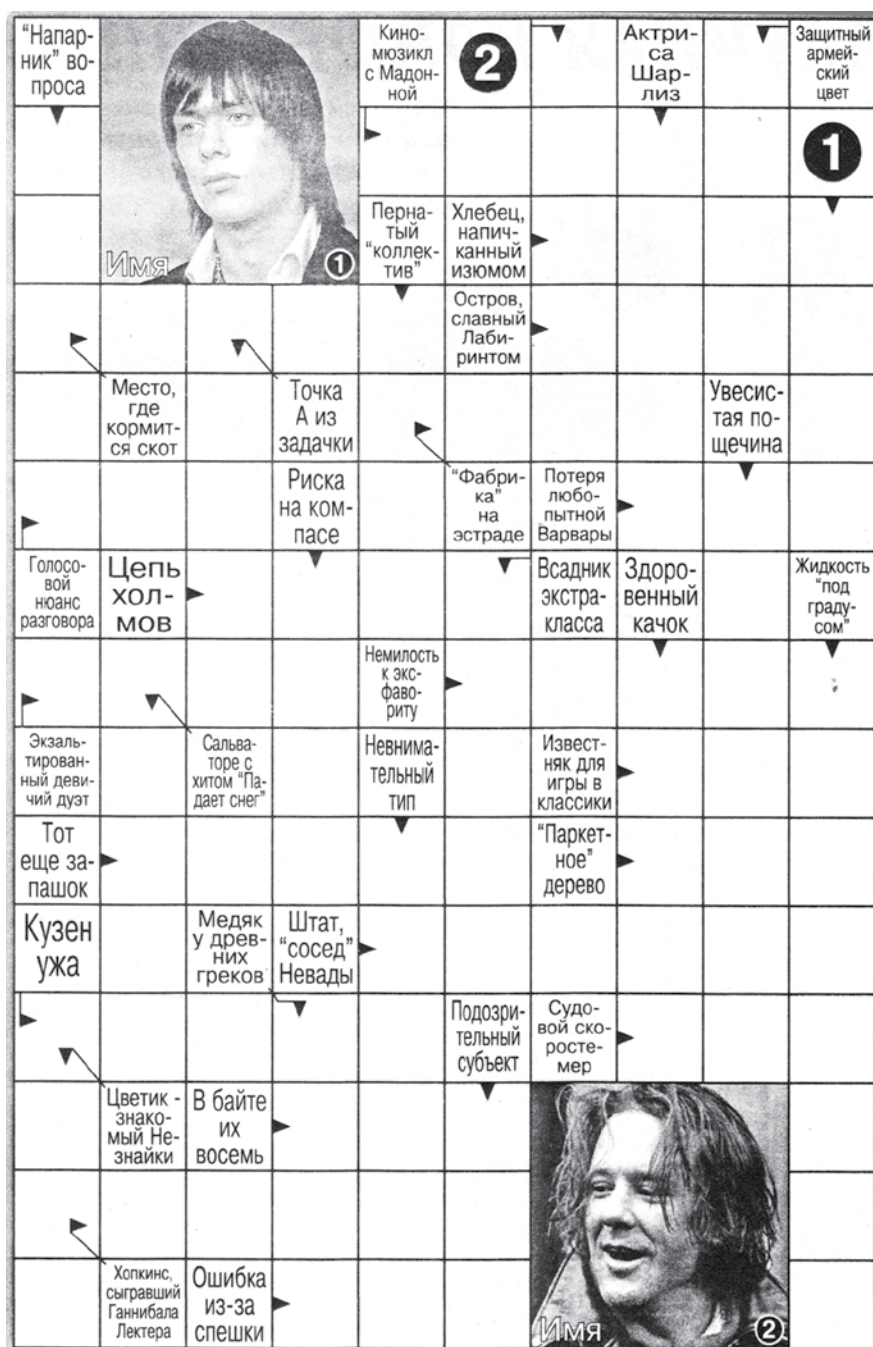 “Напар-
ник” во-
проса
Кино-
мюзикл
с Мадон-
ной
2
Актри-
са
Шар-
лиз
Защитный
армей-
ский
цвет
1
Имя
1
Перна-
тый
“коллек-
тив”
Хлебец,
напич-
канный
изюмом
Остров,
славный
Лаби-
ринтом
Место,
где
кормит-
ся скот
Точка
А из
задачки
Увесис-
тая по-
щечина
Риска
на ком-
пасе
“Фабри-
ка”
на
эстраде
Потеря
любо-
пытной
Варвары
Голосо-
вой
нюанс
разговора
Цепь
хол-
мов
Всадник
экстра-
класса
Здоро-
венный
качок
Жидкость
“под
граду-
сом”
Немилость
к экс-
фаво-
риту
Экзаль-
тирован-
ный деви-
чий дуэт
Сальва-
торе с
хитом “Па-
дает снег”
Невнима-
тельный
тип
Извест-
няк для
игры в
классики
Тот
еще за-
пашок
“Паркет-
ное”
дерево
Кузен
ужа
Медяк
у древ-
них
греков
Штат,
“сосед”
Невады
Подозри-
тельный
субъект
Судо-
вой ско-
росте-
мер
Цветик -
знако-
мый Не-
знайки
В байте
их
восемь
Хопкинс,
сыгравший
Ганнибала
Лектера
Ошибка
из-за
спешки
Имя
2